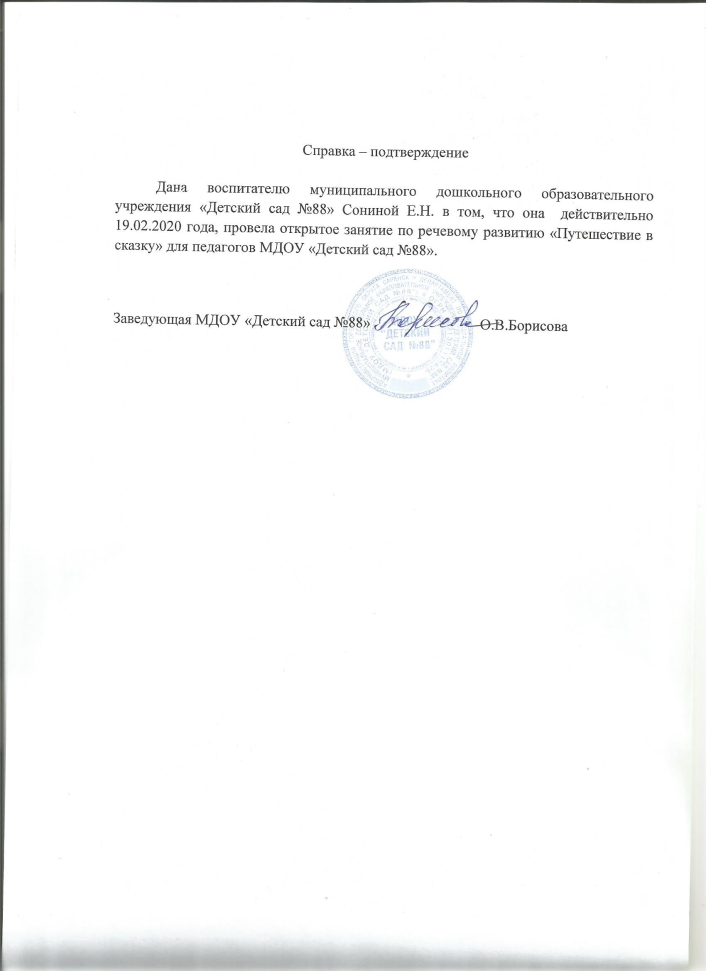 Справка – подтверждение
Дана воспитателю муниципального дошкольного образовательного
учреждения «Детский сад №88» Сониной Е.Н. в том, что она действительно
19.02.2020 года, провела открытое занятие по речевому развитию «Путешествие в
сказку» для педагогов МДОУ «Детский сад №88».
Заведующая МДОУ «Детский сад №88» Борисова О.В.Борисова
ДЕТСКИЙ
САД №88"